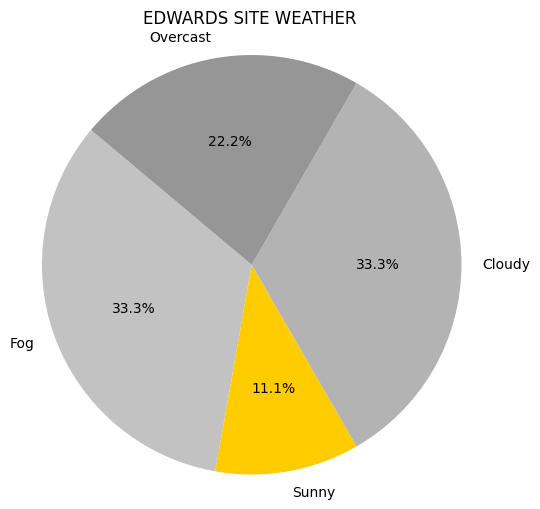 EDWARDS SITE WEATHER
Overcast
22.2%
33.3%
Cloudy
33.3%
Fog
11.1%
Sunny